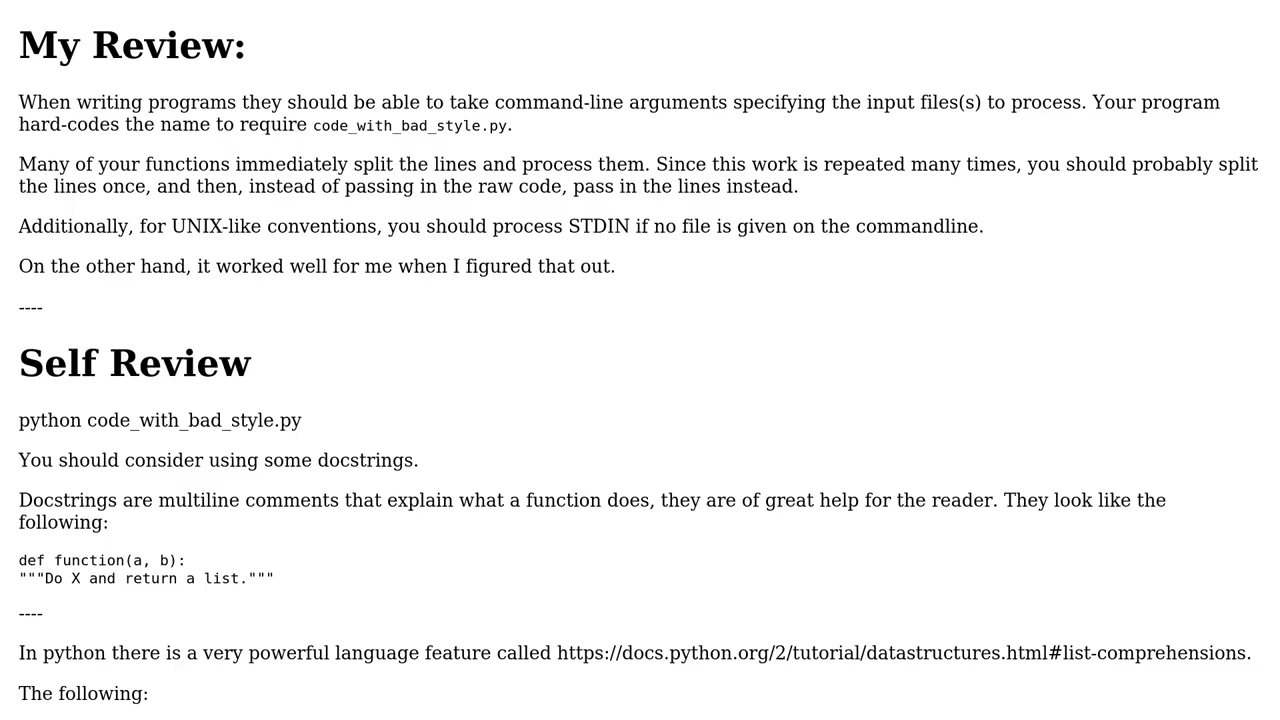 My Review:
When writing programs they should be able to take command-line arguments specifying the input files(s) to process. Your program
hard-codes the name to require code_with_bad_style.py.
Many of your functions immediately split the lines and process them. Since this work is repeated many times, you should probably split
the lines once, and then, instead of passing in the raw code, pass in the lines instead.
Additionally, for UNIX-like conventions, you should process STDIN if no file is given on the commandline.
On the other hand, it worked well for me when I figured that out.
----
Self Review
python code_with_bad_style.py
You should consider using some docstrings.
Docstrings are multiline comments that explain what a function does, they are of great help for the reader. They look like the
following:
def function(a, b):
"""Do X and return a list."""
----
In python there is a very powerful language feature called https://docs.python.org/2/tutorial/datastructures.html#list-comprehensions.
The following: